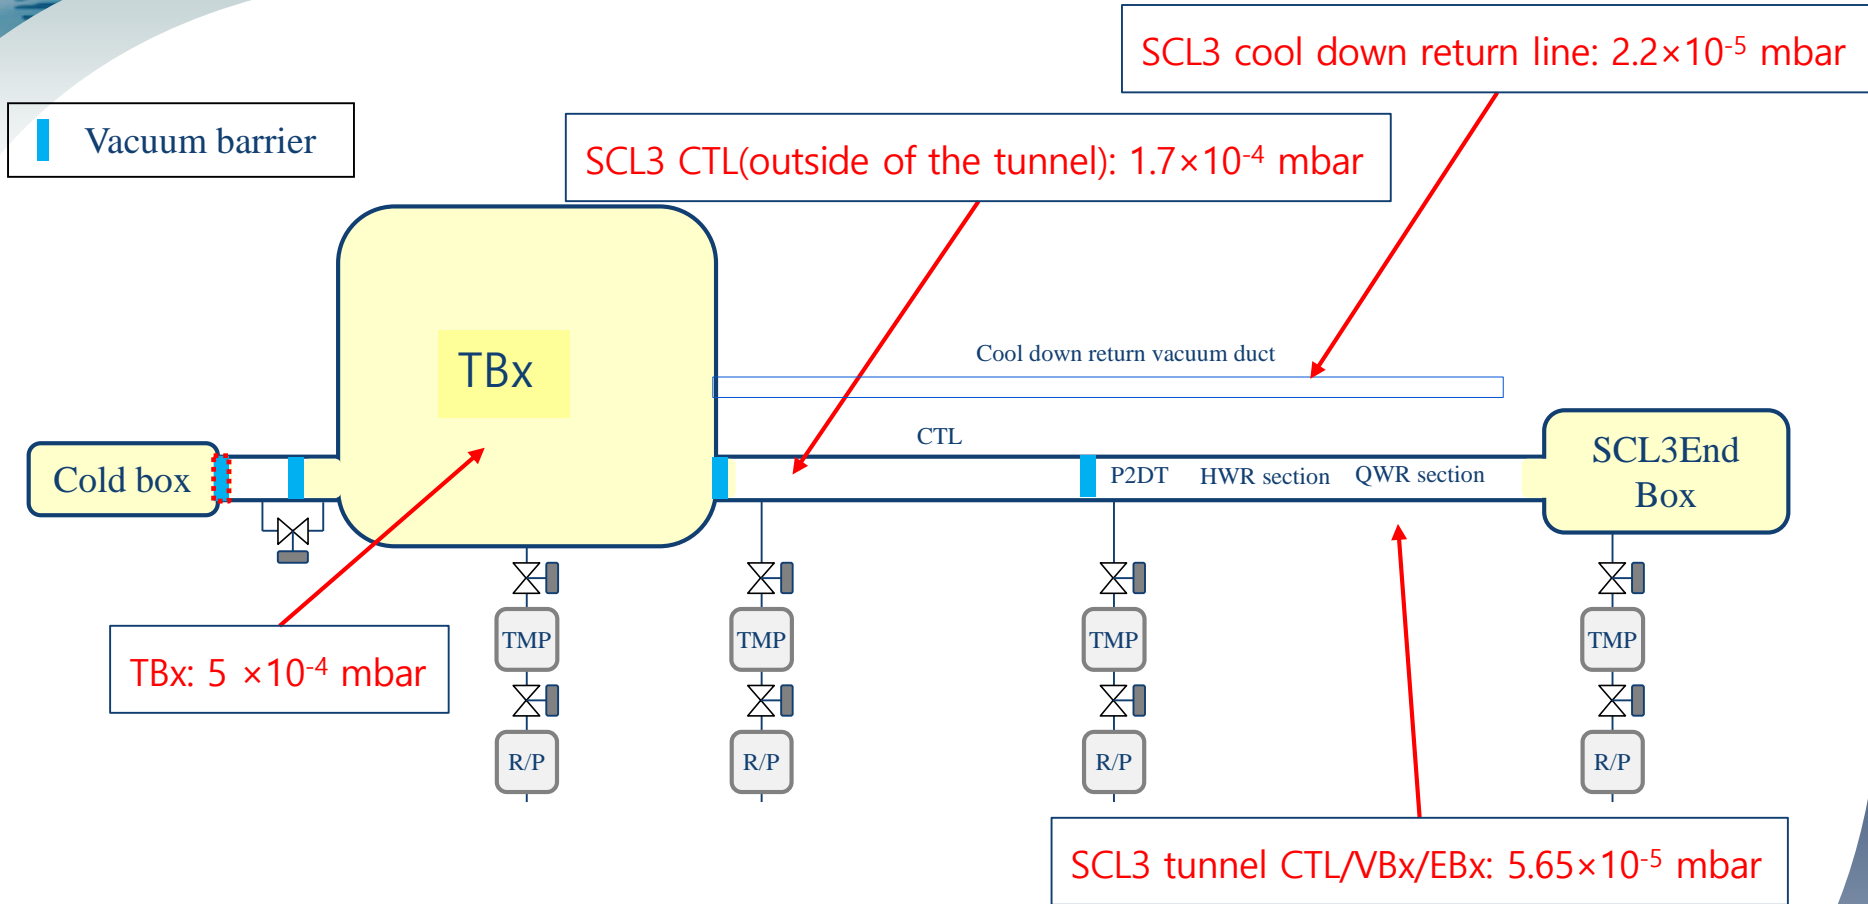 SCL3 cool down return line: 2.2×10⁻⁵ mbar
Vacuum barrier
SCL3 CTL(outside of the tunnel): 1.7×10⁻⁴ mbar
TBx
Cool down return vacuum duct
CTL
Cold box
P2DT
HWR section
QWR section
SCL3End
Box
TBx: 5 ×10⁻⁴ mbar
TMP
TMP
TMP
TMP
R/P
R/P
R/P
R/P
SCL3 tunnel CTL/VBx/EBx: 5.65×10⁻⁵ mbar